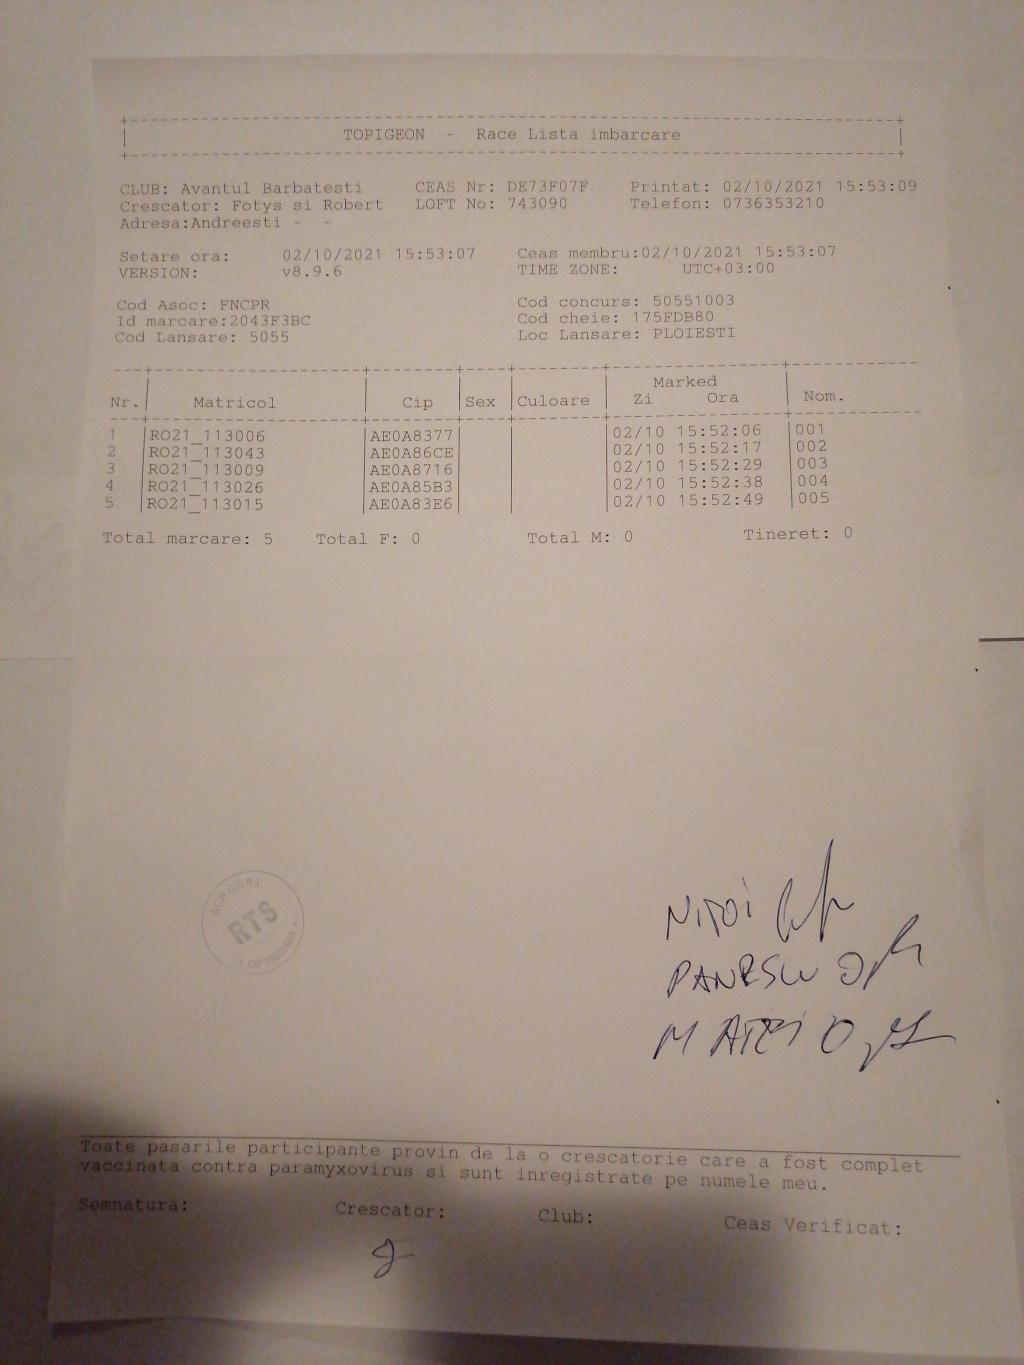 TOPIGEON - Race Lista imbarcare
CLUB: Avantul Barbatesti CEAS Nr: DE73F07F Printat: 02/10/2021 15:53:09
Crescator: Fotys si Robert LOFT No: 743090 Telefon: 0736353210
Adresa:Andreesti - -
Setare ora: 02/10/2021 15:53:07 Ceas membru:02/10/2021 15:53:07
VERSION: v8.9.6 TIME ZONE: UTC+03:00
Cod Asoc: FNCPR Cod concurs: 50551003
Id marcare:2043F3BC Cod cheie: 175FDB80
Cod Lansare: 5055 Loc Lansare: PLOIESTI
Marked
Nr. Matricol Cip Sex Culoare Zi Ora Nom.
1 RO21_113006 AE0A8377 02/10 15:52:06 001
2 RO21_113043 AE0A86CE 02/10 15:52:17 002
3 RO21_113009 AE0A8716 02/10 15:52:29 003
4 RO21_113026 AE0A85B3 02/10 15:52:38 004
5 RO21_113015 AE0A83E6 02/10 15:52:49 005
Total marcare: 5 Total F: 0 Total M: 0 Tineret: 0
ACP GORJ
RTS
NIȚOI
PANESCU
MATEI O
Toate pasarile participante provin de la o crescatorie care a fost complet
vaccinata contra paramyxovirus si sunt inregistrate pe numele meu.
Semnatura: Crescator: Club: Ceas Verificat: